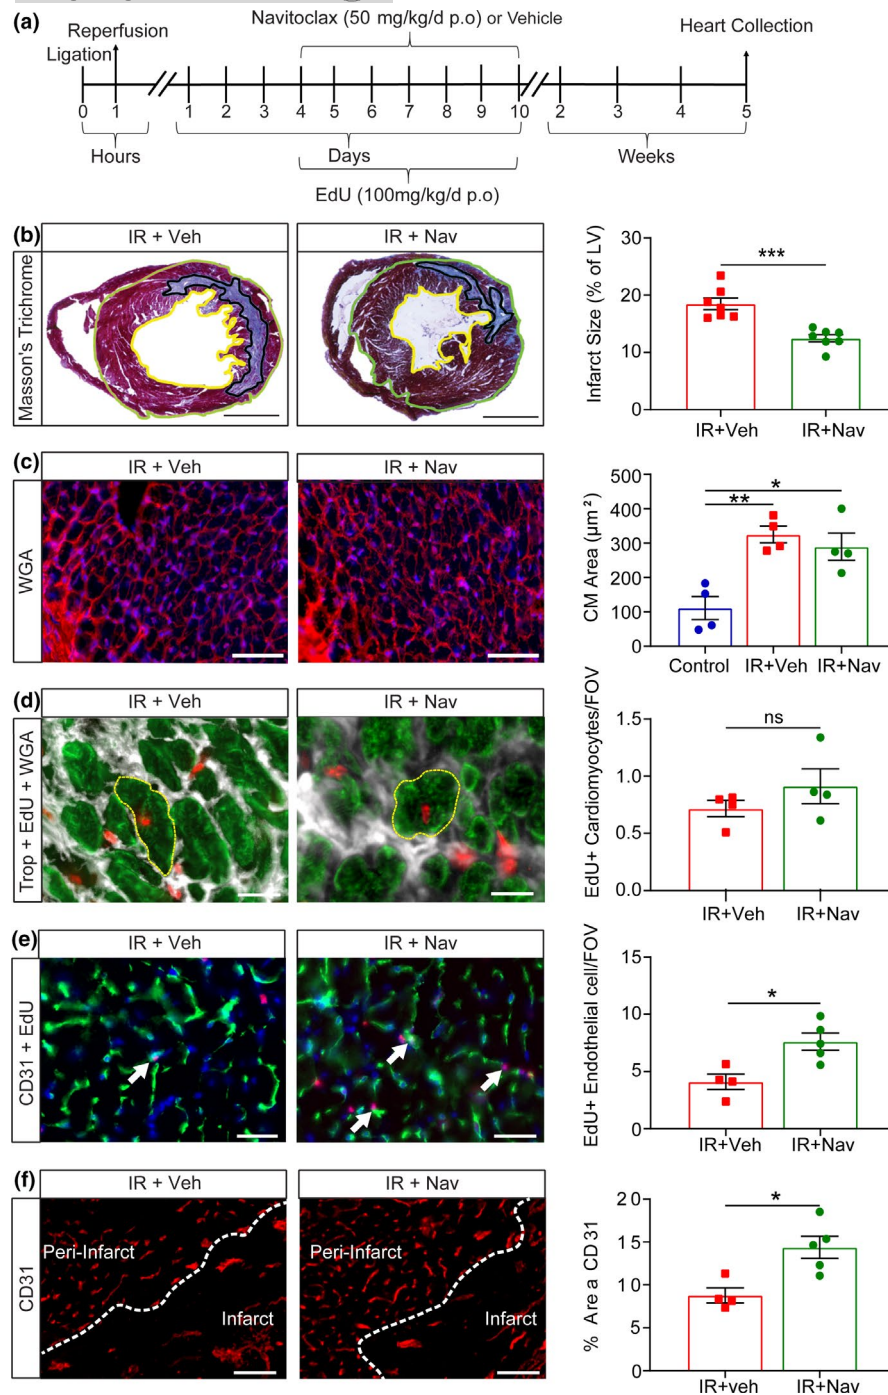 (a)
Navitoclax (50 mg/kg/d p.o) or Vehicle
Reperfusion
Heart Collection
Ligation
0 1 1 2 3 4 5 6 7 8 9 10 2 3 4 5
Hours Days Weeks
EdU (100mg/kg/d p.o)
(b)
IR + Veh
IR + Nav
Masson's Trichrome
Infarct Size (% of LV)
30
20
10
0
***
IR+Veh IR+Nav
(c)
IR + Veh
IR + Nav
WGA
CM Area (µm²)
500
400
300
200
100
0
*
**
Control IR+Veh IR+Nav
(d)
IR + Veh
IR + Nav
Trop + EdU + WGA
EdU+ Cardiomyocytes/FOV
1.5
1.0
0.5
0.0
ns
IR+Veh IR+Nav
(e)
IR + Veh
IR + Nav
CD31 + EdU
EdU+ Endothelial cell/FOV
15
10
5
0
*
IR+Veh IR+Nav
(f)
IR + Veh
IR + Nav
CD31
Peri-Infarct
Infarct
Peri-Infarct
Infarct
% Area CD31
20
15
10
5
0
*
IR+veh IR+Nav